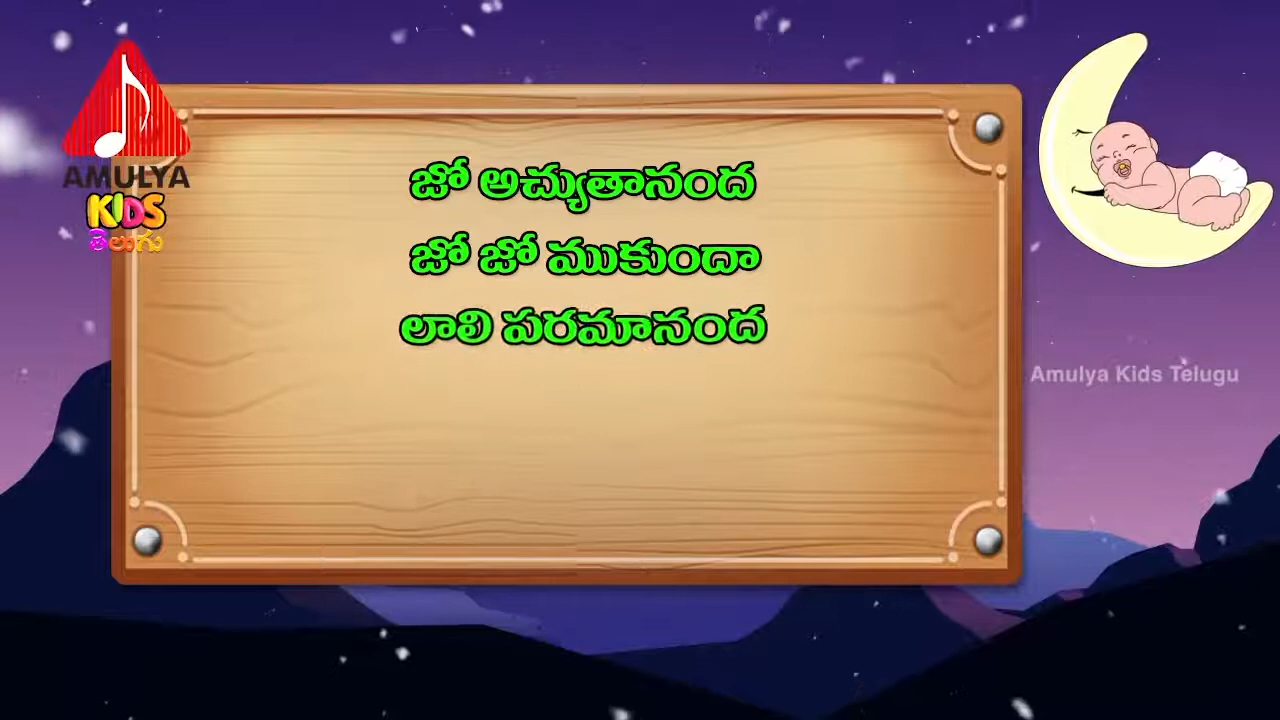 AMULYA
KIDS
తెలుగు
జో అచ్యుతానంద
జో జో ముకుందా
లాలి పరమానంద
Amulya Kids Telugu